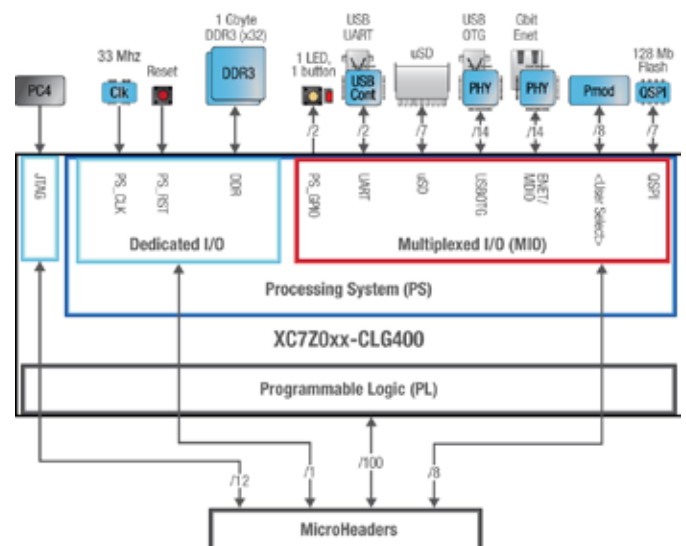 1 Gbyte
DDR3 (x32)
USB
UART
USB
OTG
Gbit
Enet
33 Mhz
Reset
1 LED,
1 button
uSD
128 Mb
Flash
PC4
Clk
DDR3
USB
Cont
PHY
PHY
Pmod
QSPI
/2
/2
/7
/14
/14
/8
/7
JTAG
PS_CLK
PS_RST
DDR
PS_GPIO
UART
uSD
USBOTG
ENET/
MDIO
<User Select>
QSPI
Dedicated I/O
Multiplexed I/O (MIO)
Processing System (PS)
XC7Z0xx-CLG400
Programmable Logic (PL)
/12
/1
/100
/8
MicroHeaders